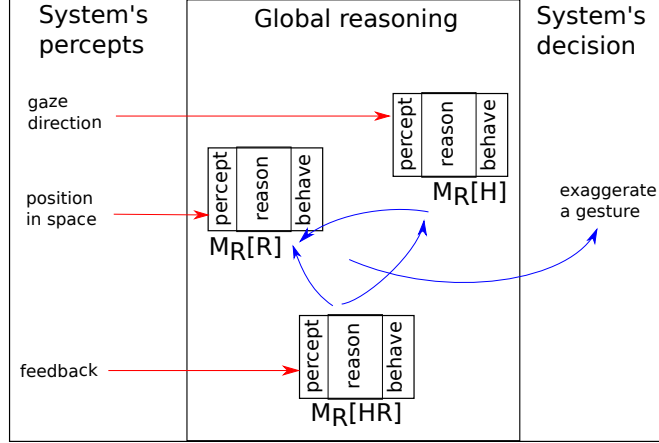 System's
percepts
Global reasoning
System's
decision
gaze
direction
percept
reason
behave
M_R[H]
position
in space
percept
reason
behave
M_R[R]
exaggerate
a gesture
feedback
percept
reason
behave
M_R[HR]